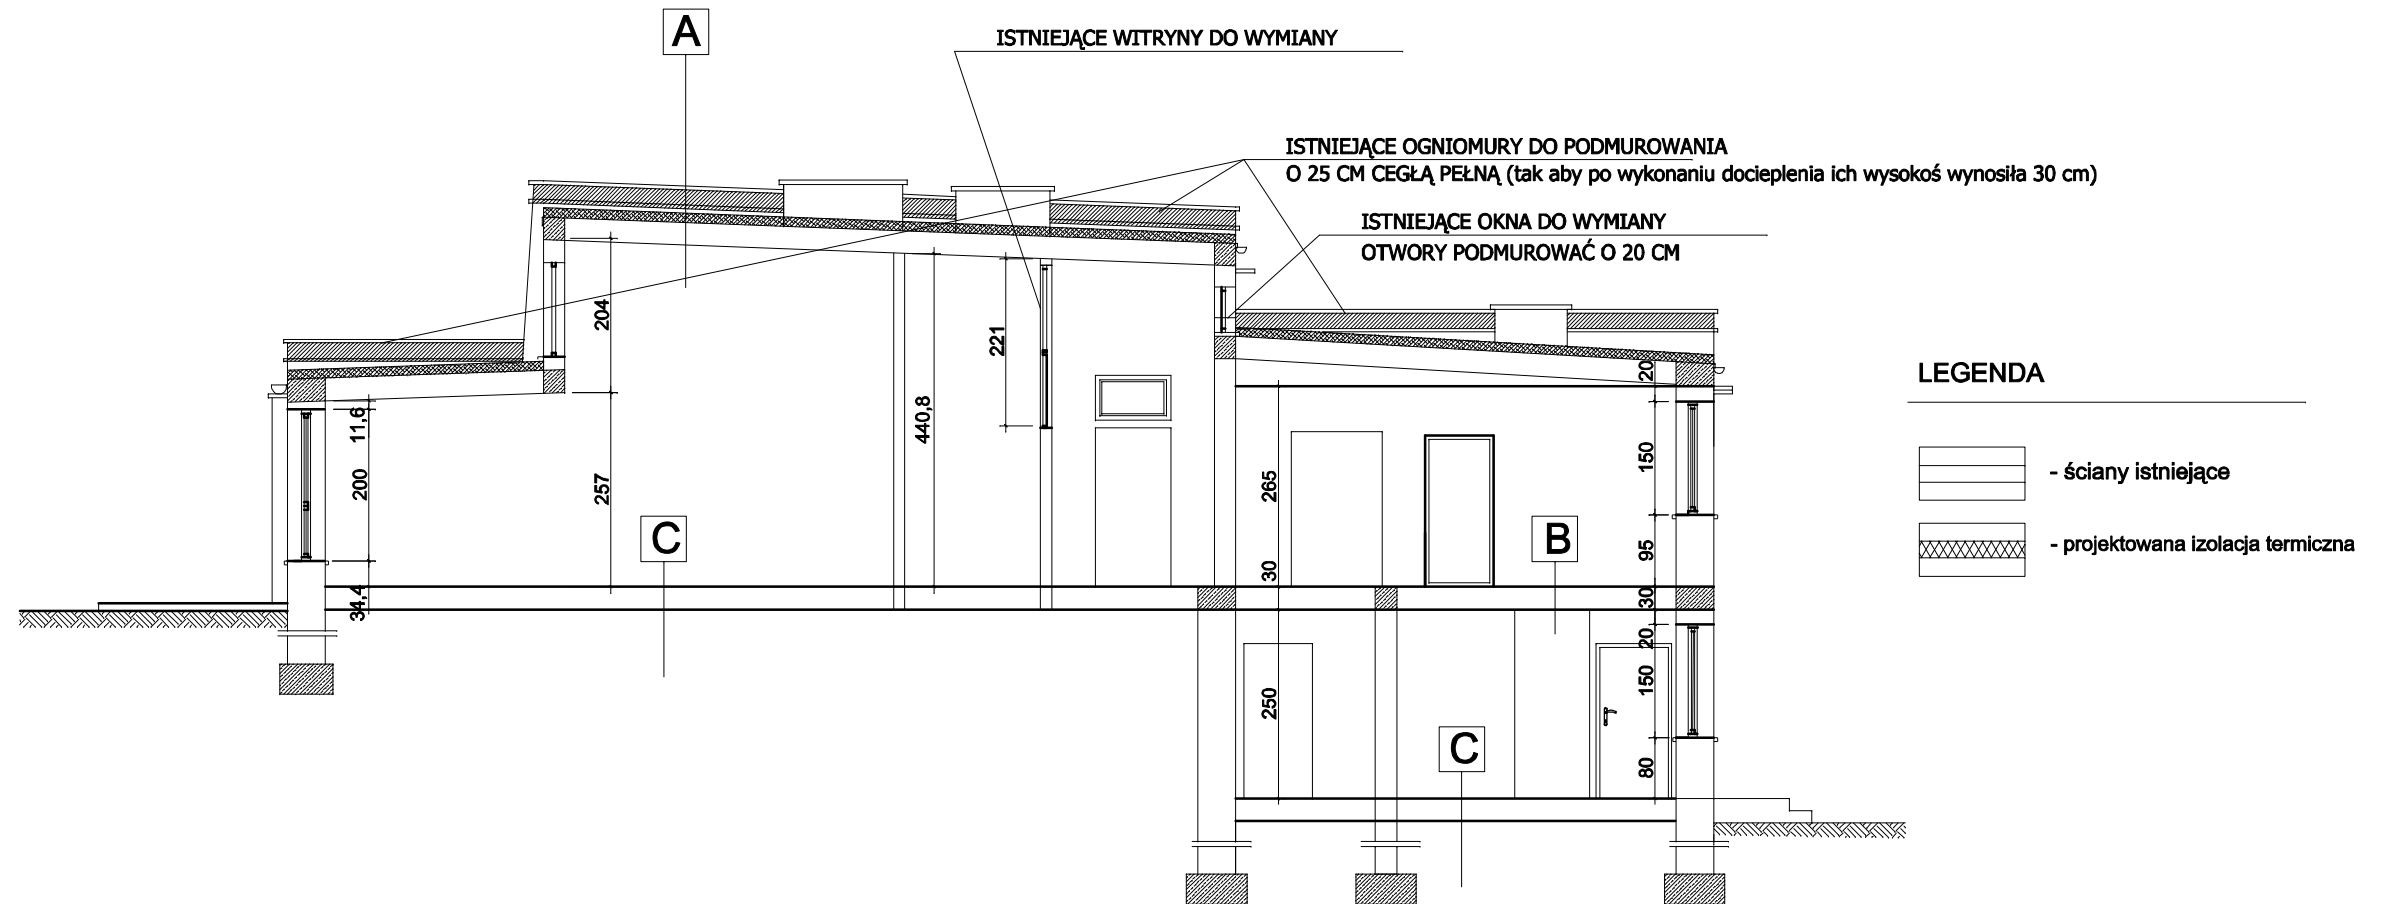 A
ISTNIEJĄCE WITRYNY DO WYMIANY
ISTNIEJĄCE OGNIOMURY DO PODMUROWANIA
O 25 CM CEGŁĄ PEŁNĄ (tak aby po wykonaniu docieplenia ich wysokoś wynosiła 30 cm)
ISTNIEJĄCE OKNA DO WYMIANY
OTWORY PODMUROWAĆ O 20 CM
204
221
11,6
200
257
440,8
34,4
265
30
250
20
150
95
30
20
150
80
C
B
C
LEGENDA
- ściany istniejące
- projektowana izolacja termiczna